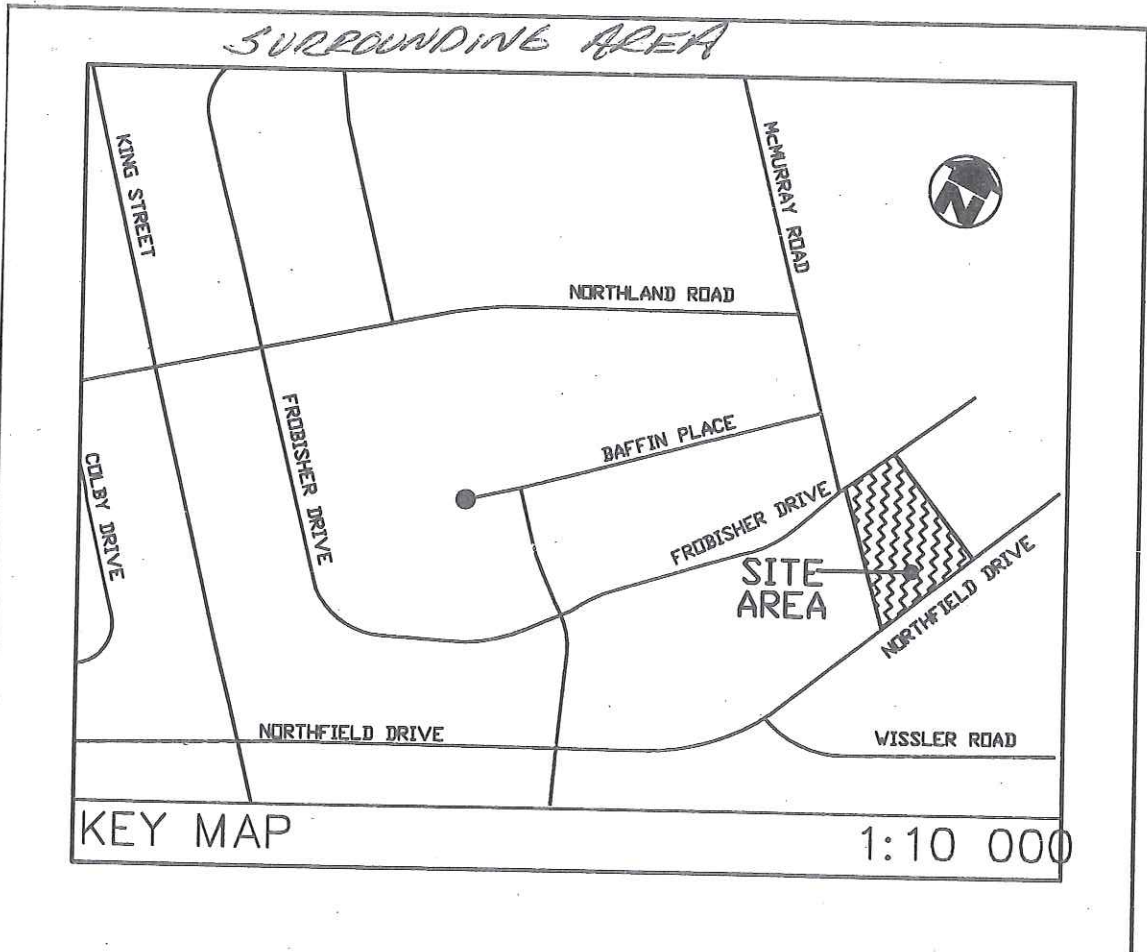 SURROUNDING AREA
KING STREET
McMURRAY ROAD
N
NORTHLAND ROAD
FROBISHER DRIVE
BAFFIN PLACE
COLBY DRIVE
FROBISHER DRIVE
SITE
AREA
NORTHFIELD DRIVE
NORTHFIELD DRIVE
WISSLER ROAD
KEY MAP
1:10 000